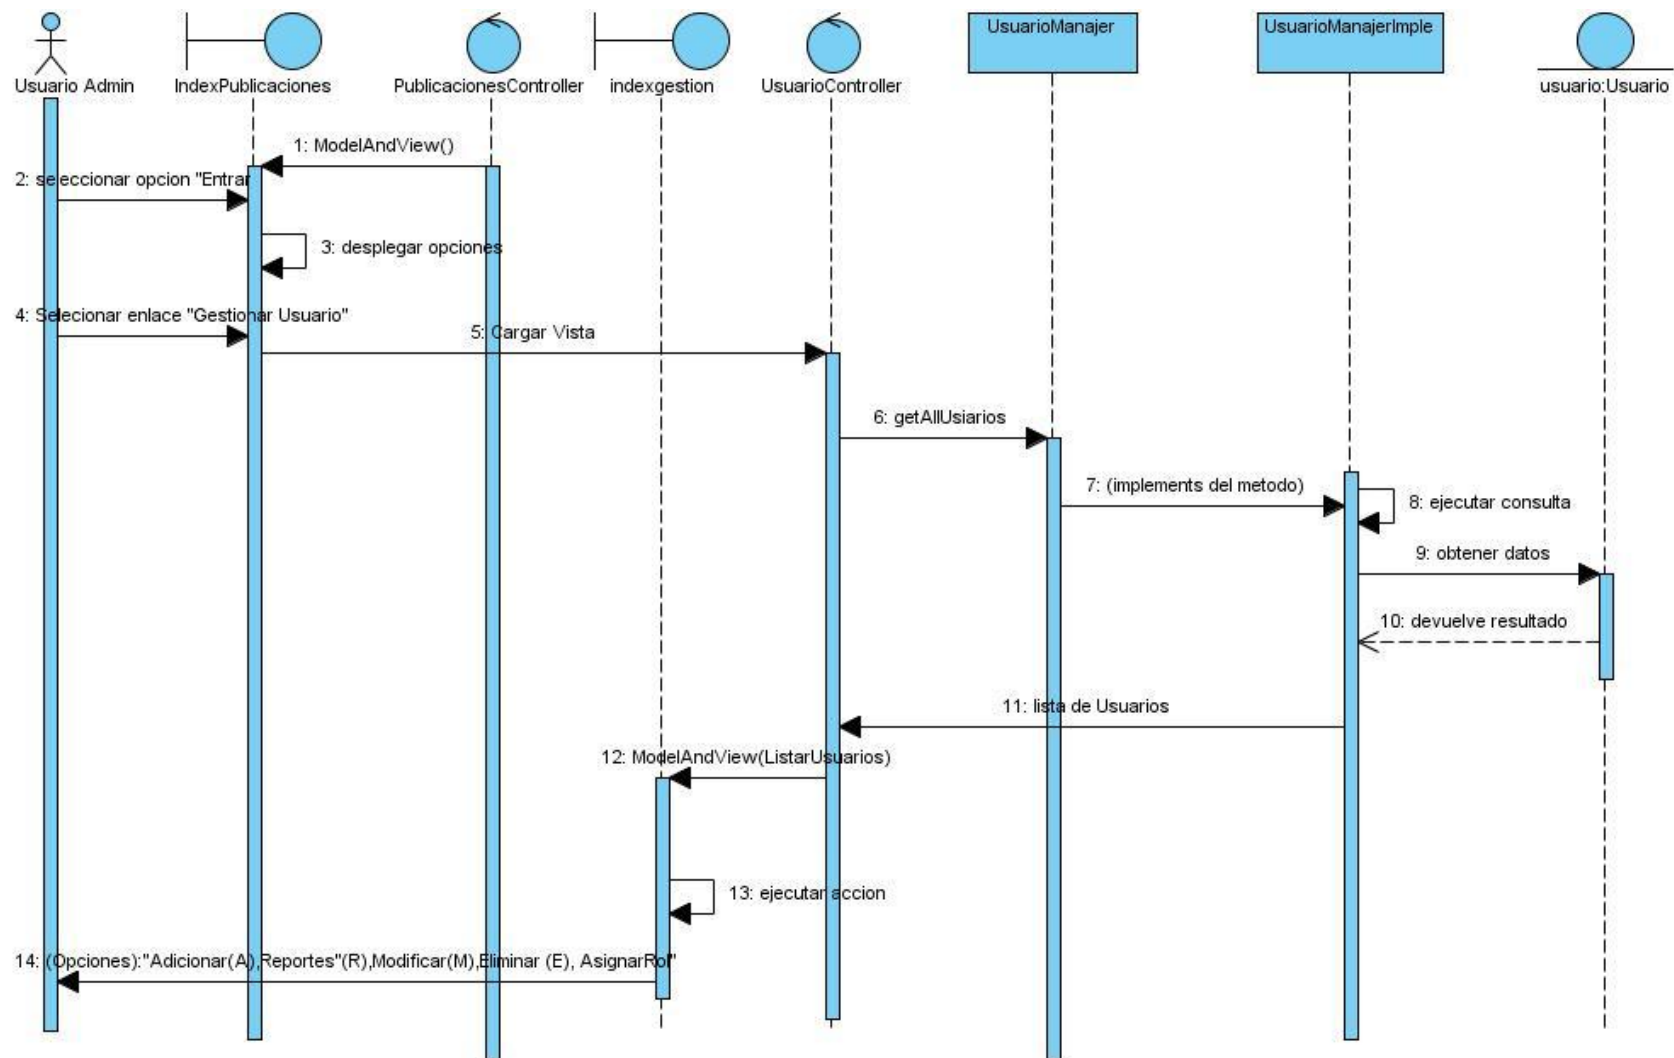 Usuario Admin
IndexPublicaciones
PublicacionesController
indexgestion
UsuarioController
UsuarioManajer
UsuarioManajerImple
usuario:Usuario
1: ModelAndView()
2: seleccionar opcion "Entrar
3: desplegar opciones
4: Selecionar enlace "Gestionar Usuario"
5: Cargar Vista
6: getAllUsiarios
7: (implements del metodo)
8: ejecutar consulta
9: obtener datos
10: devuelve resultado
11: lista de Usuarios
12: ModelAndView(ListarUsuarios)
13: ejecutar accion
14: (Opciones):"Adicionar(A),Reportes"(R),Modificar(M),Eliminar (E), AsignarRol"